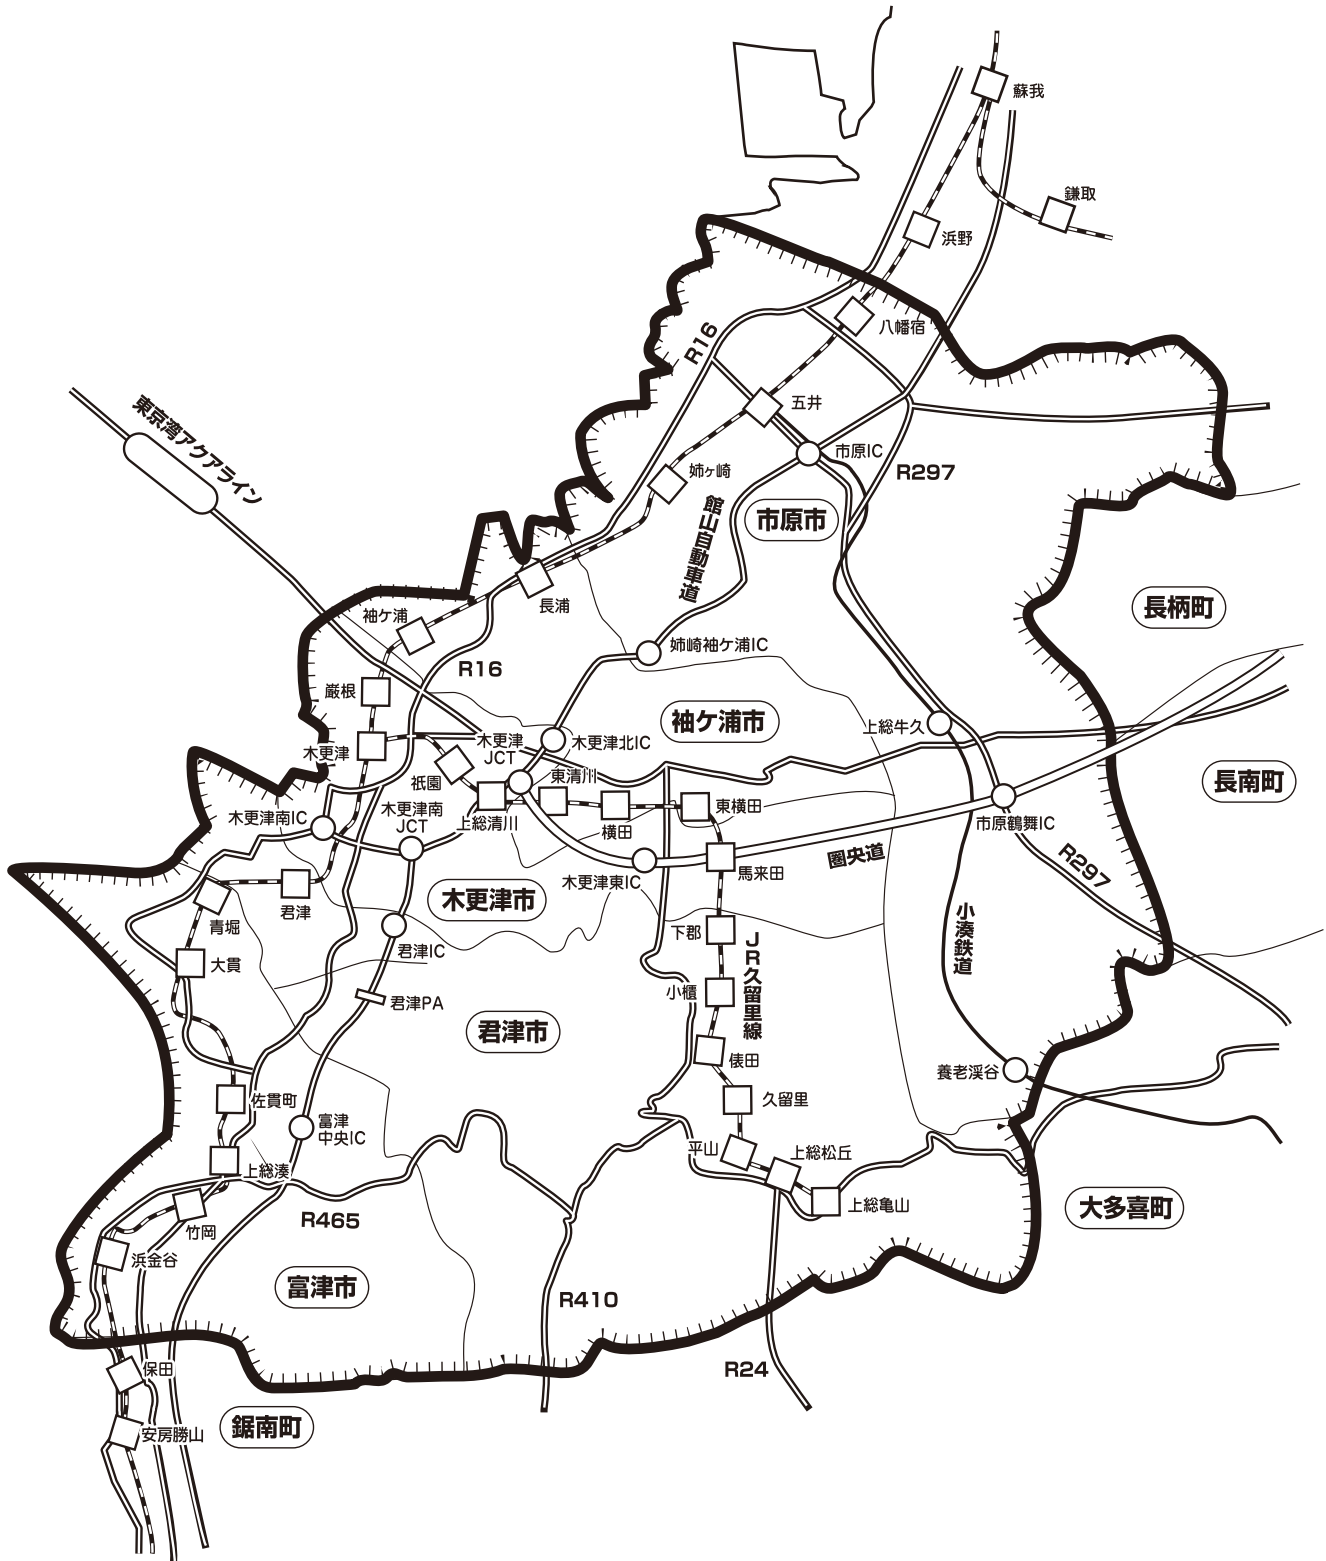 蘇我
鎌取
浜野
八幡宿
R16
五井
東京湾アクアライン
市原IC
姉ヶ崎
R297
館山自動車道
市原市
長浦
長柄町
袖ケ浦
姉崎袖ケ浦IC
R16
巌根
袖ケ浦市
上総牛久
木更津
木更津
JCT
木更津北IC
祇園
東清川
長南町
木更津南IC
木更津南
JCT
上総清川
横田
東横田
市原鶴舞IC
圏央道
木更津東IC
馬来田
R297
君津
木更津市
青堀
下郡
小湊鉄道
君津IC
JR久留里線
大貫
小櫃
君津PA
君津市
俵田
養老渓谷
佐貫町
久留里
富津
中央IC
平山
上総松丘
上総湊
上総亀山
大多喜町
R465
竹岡
浜金谷
富津市
R410
保田
R24
鋸南町
安房勝山